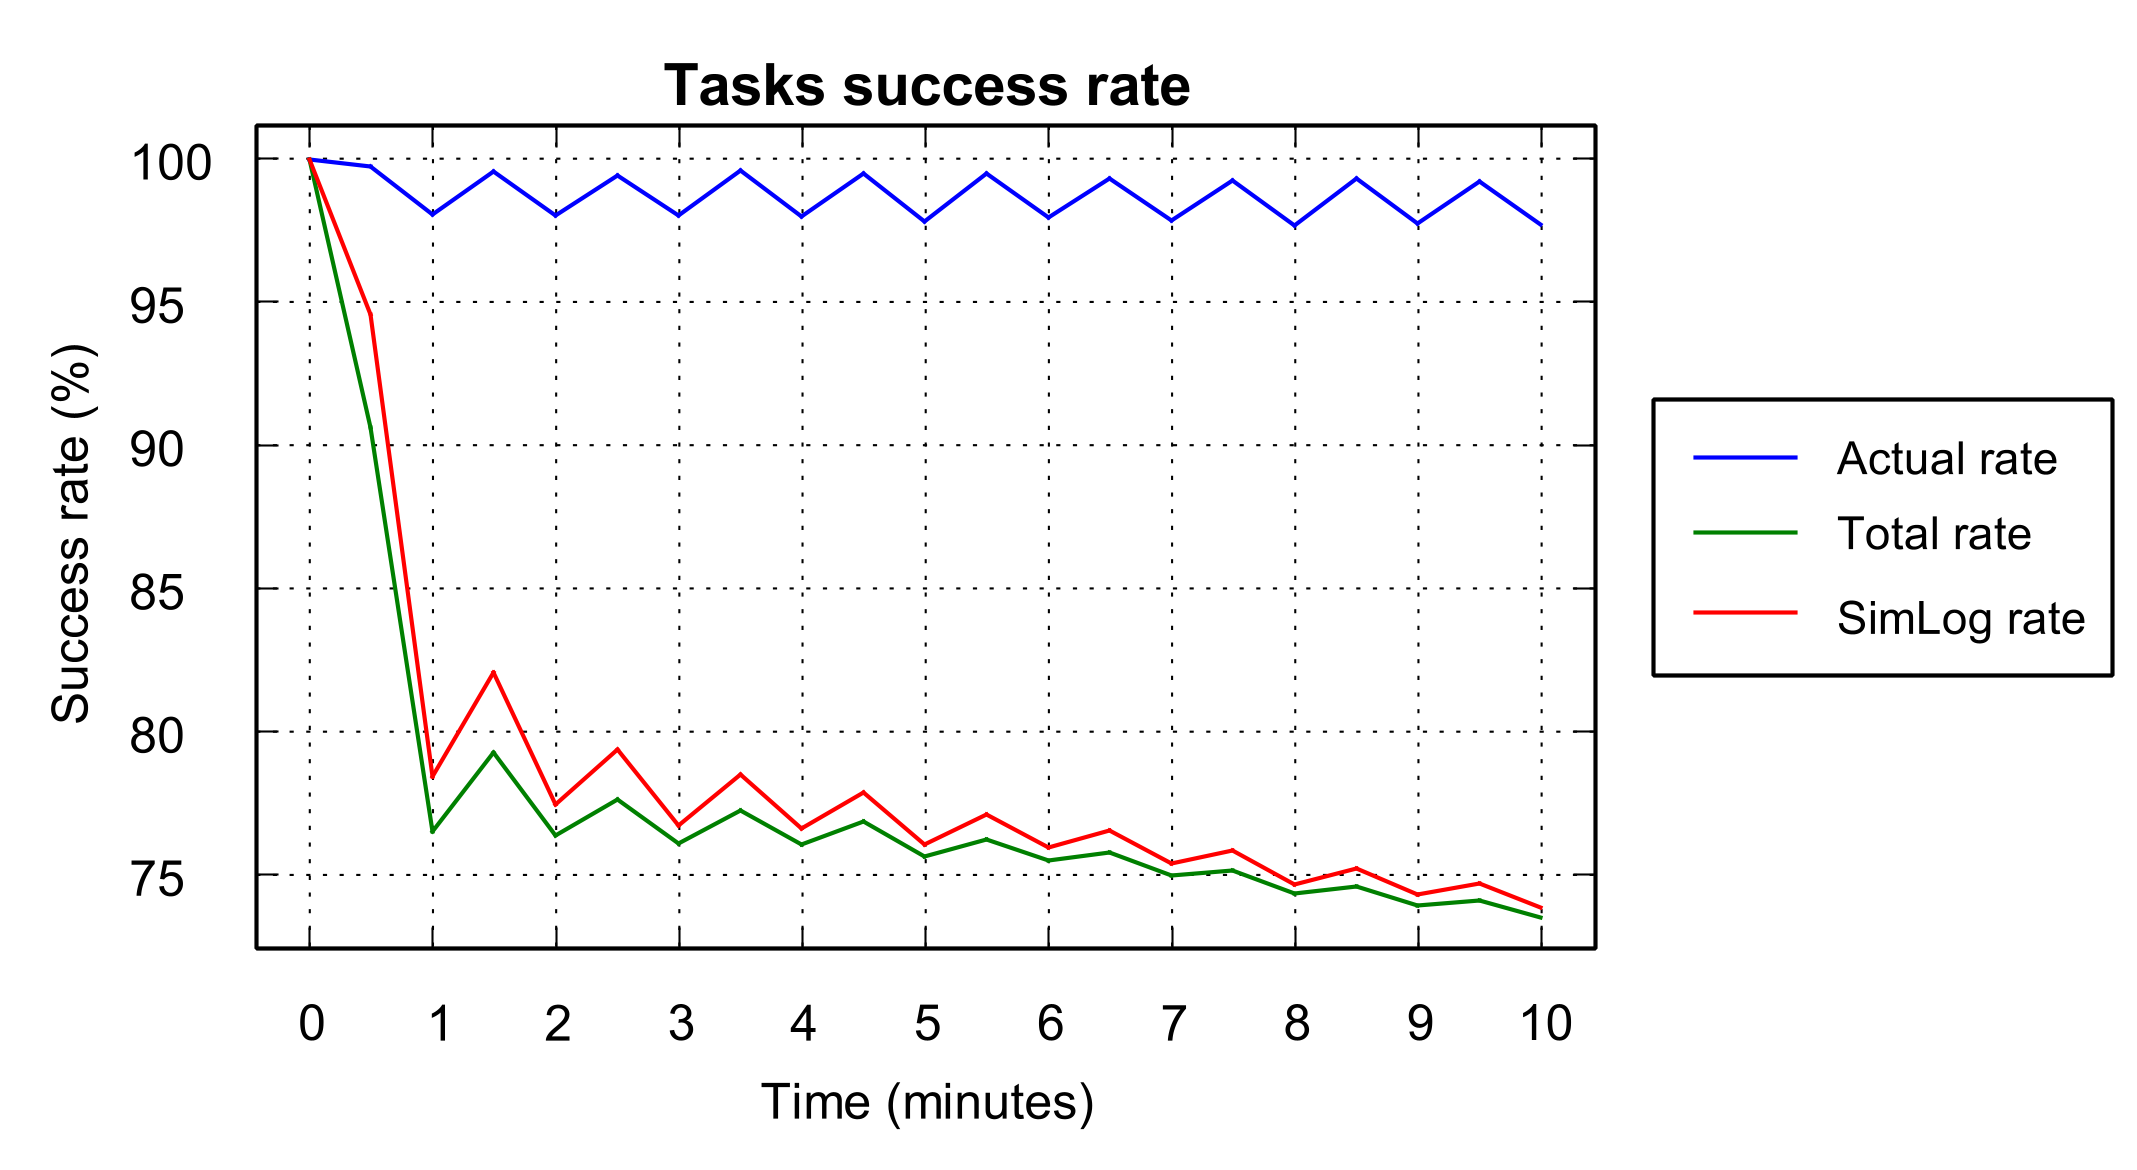 Tasks success rate
100
95
90
85
80
75
Success rate (%)
0 1 2 3 4 5 6 7 8 9 10
Time (minutes)
Actual rate
Total rate
SimLog rate